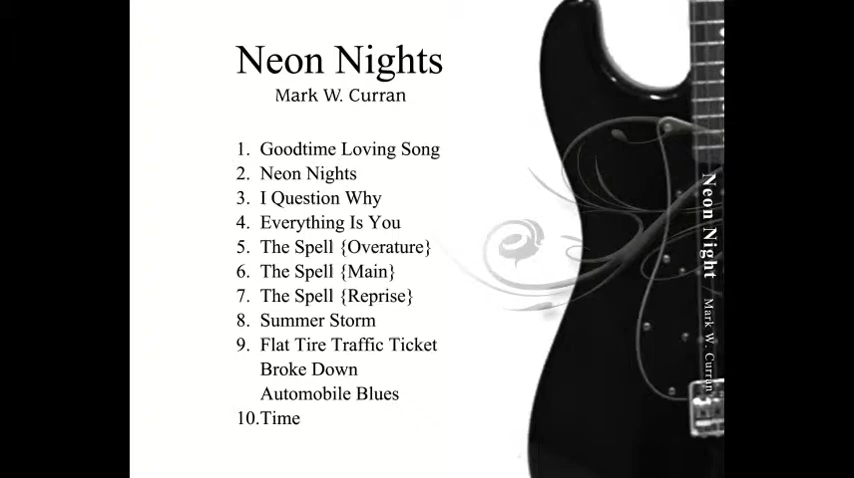 Neon Nights
Mark W. Curran
1. Goodtime Loving Song
2. Neon Nights
3. I Question Why
4. Everything Is You
5. The Spell {Overature}
6. The Spell {Main}
7. The Spell {Reprise}
8. Summer Storm
9. Flat Tire Traffic Ticket
Broke Down
Automobile Blues
10.Time
Neon Night Mark W. Curran